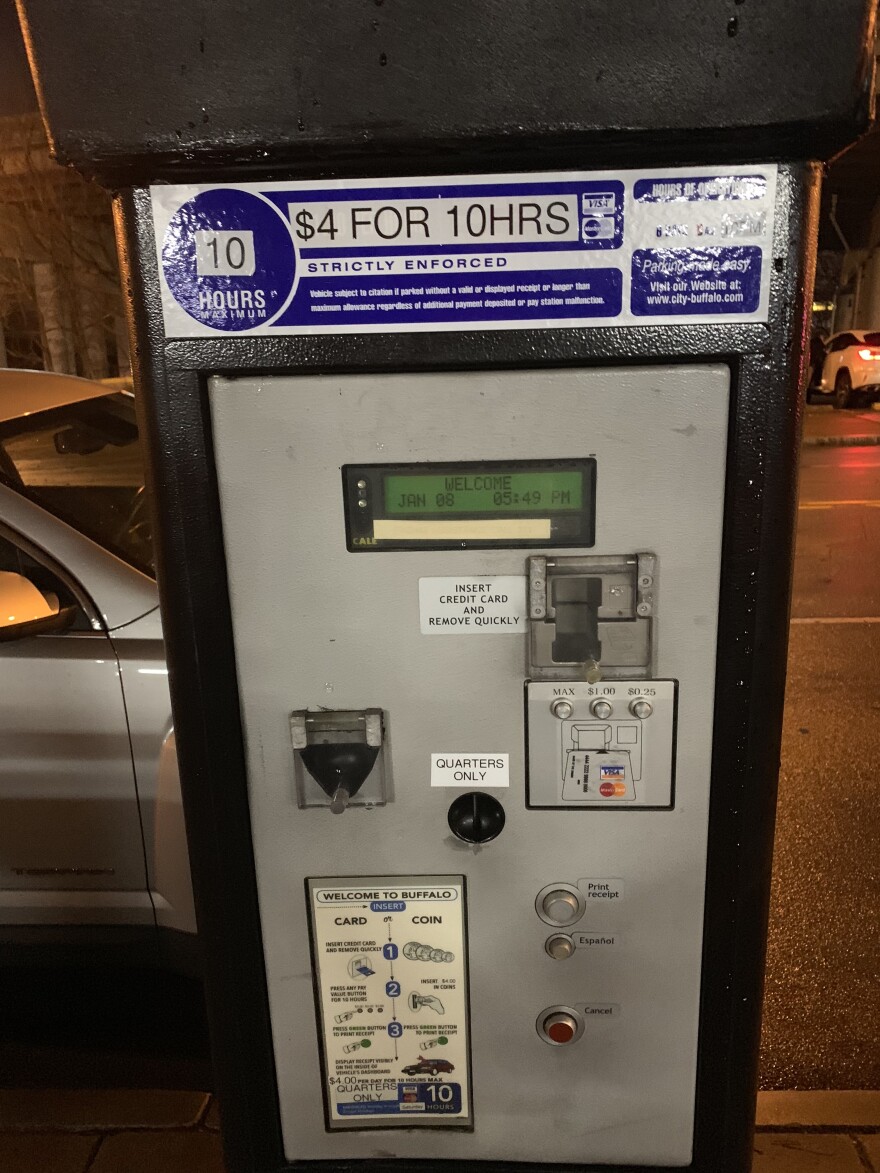 10
HOURS
MAXIMUM
$4 FOR 10HRS
VISA
MasterCard
STRICTLY ENFORCED
Vehicle subject to citation if parked without a valid or displayed receipt or longer than
maximum allowance regardless of additional payment deposited or pay station malfunction.
HOURS OF OPERATION
Parking made easy.
Visit our Website at:
www.city-buffalo.com
WELCOME
JAN 08 05:49 PM
CALE
INSERT
CREDIT CARD
AND
REMOVE QUICKLY
MAX $1.00 $0.25
VISA
QUARTERS
ONLY
Print
receipt
Español
Cancel
WELCOME TO BUFFALO
INSERT
CARD or COIN
INSERT CREDIT CARD
AND REMOVE QUICKLY
1
PRESS ANY PAY
VALUE BUTTON
FOR 10 HOURS
2
INSERT $4.00
IN COINS
PRESS GREEN BUTTON
TO PRINT RECEIPT
3
PRESS GREEN BUTTON
TO PRINT RECEIPT
DISPLAY RECEIPT VISIBLY
ON THE INSIDE OF
VEHICLE'S DASHBOARD
$4.00 PER DAY FOR 10 HOURS MAX
QUARTERS
ONLY
10
HOURS